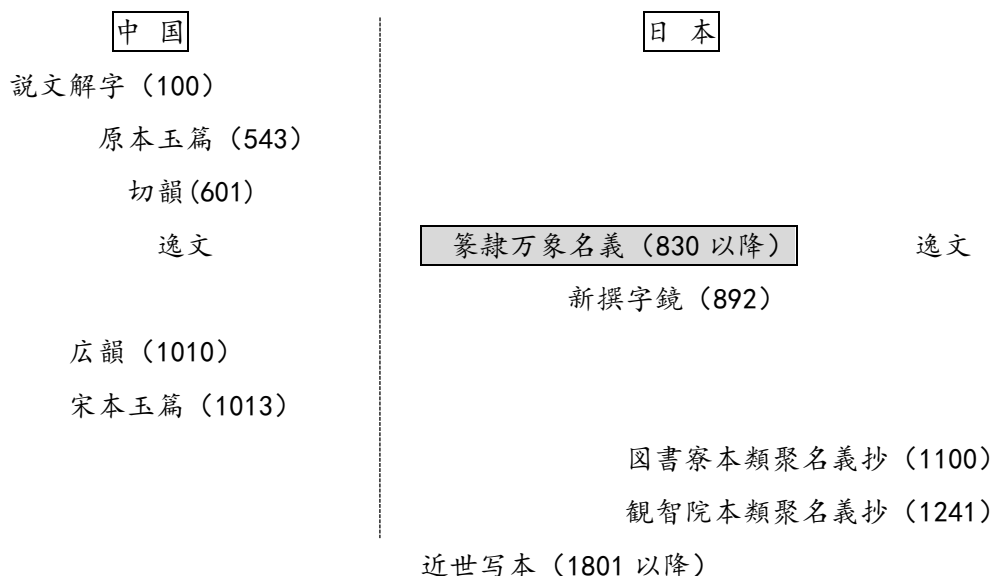 中 国 日 本
説文解字（100）
原本玉篇（543）
切韻(601)
逸文 篆隷万象名義（830 以降） 逸文
新撰字鏡（892）
広韻（1010）
宋本玉篇（1013）
図書寮本類聚名義抄（1100）
観智院本類聚名義抄（1241）
近世写本（1801 以降）